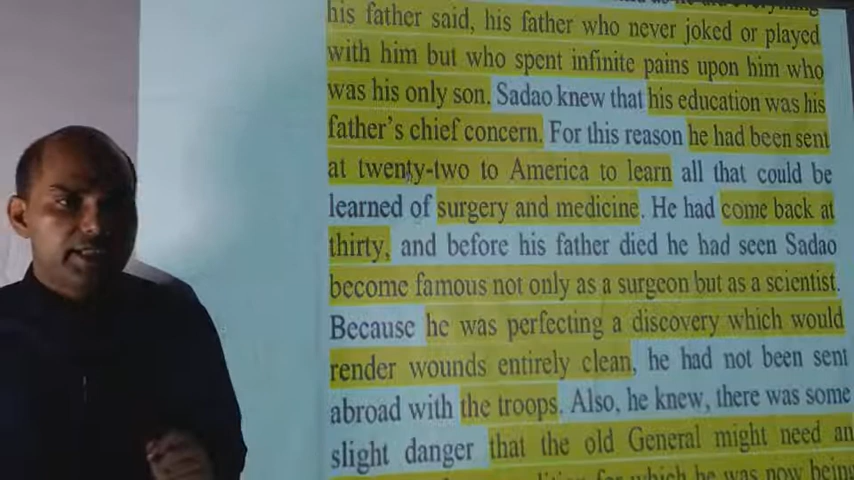 his father said, his father who never joked or played
with him but who spent infinite pains upon him who
was his only son. Sadao knew that his education was his
father's chief concern. For this reason he had been sent
at twenty-two to America to learn all that could be
learned of surgery and medicine. He had come back at
thirty, and before his father died he had seen Sadao
become famous not only as a surgeon but as a scientist.
Because he was perfecting a discovery which would
render wounds entirely clean, he had not been sent
abroad with the troops. Also, he knew, there was some
slight danger that the old General might need an
for which he was now being